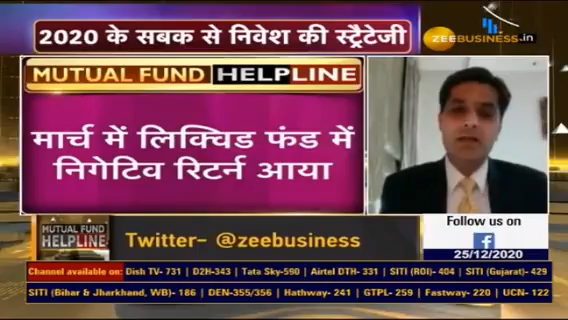 2020 के सबक से निवेश की स्ट्रैटेजी
ZEEBUSINESS.in
MUTUAL FUND HELPLINE
मार्च में लिक्विड फंड में
निगेटिव रिटर्न आया
MUTUAL FUND
HELPLINE
Twitter- @zeebusiness
Follow us on
f
25/12/2020
Channel available on: Dish TV- 731 | D2H-343 | Tata Sky-590 | Airtel DTH- 331 | SITI (ROI)- 404 | SITI (Gujarat)- 429
SITI (Bihar & Jharkhand, WB)- 186 | DEN-355/356 | Hathway- 241 | GTPL- 259 | Fastway- 220 | UCN- 122